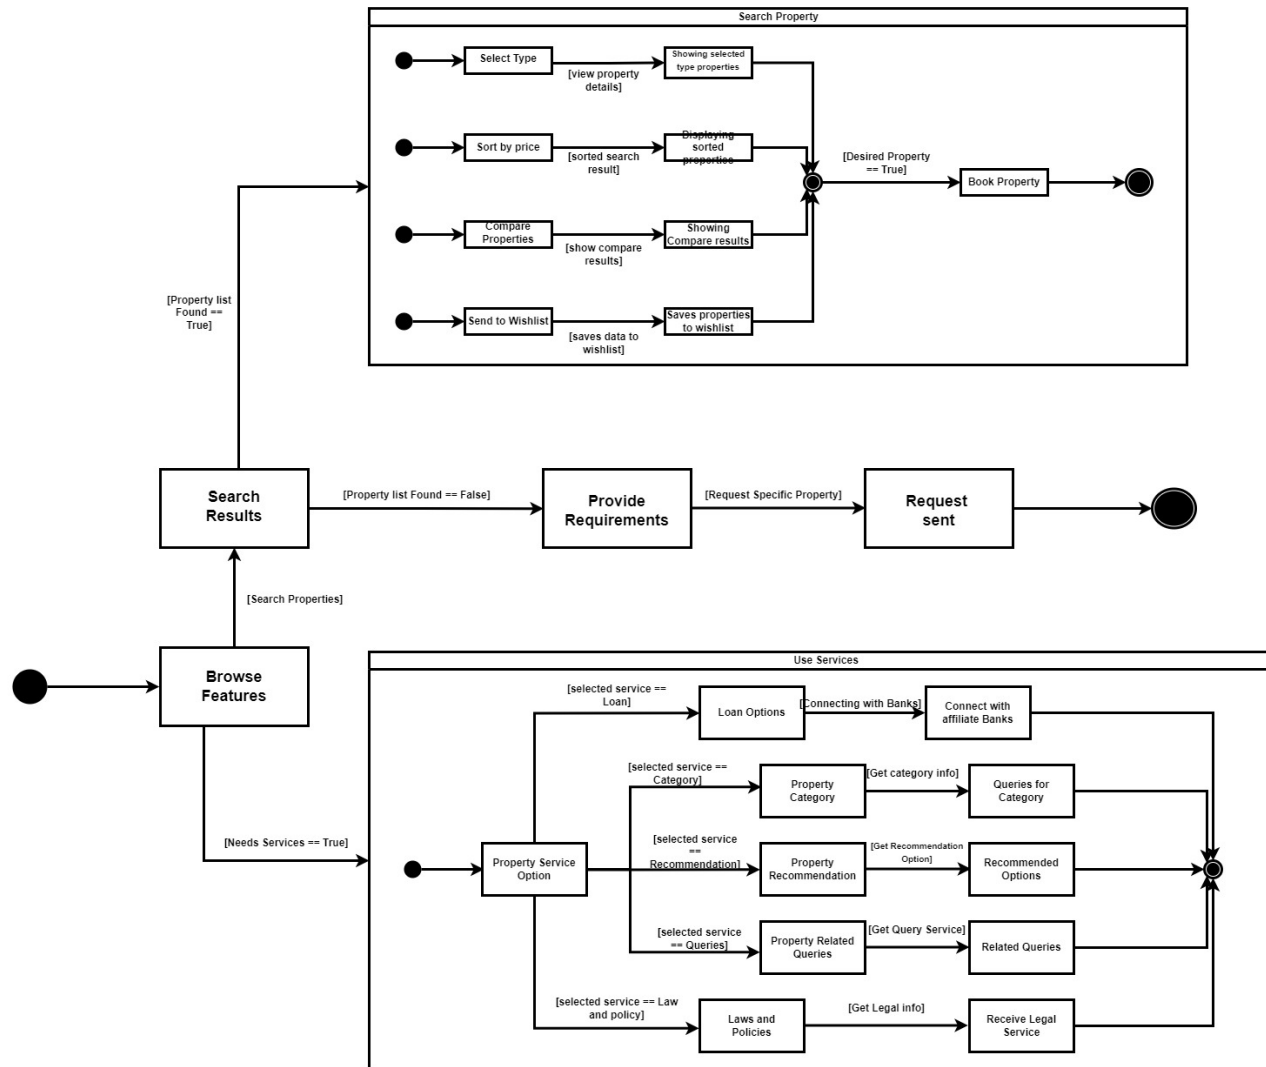 Search Property
Select Type
[view property
details]
Showing selected
type properties
Sort by price
[sorted search
result]
Displaying
sorted
properties
[Desired Property
== True]
Book Property
Compare
Properties
[show compare
results]
Showing
Compare results
Send to Wishlist
[saves data to
wishlist]
Saves properties
to wishlist
[Property list
Found ==
True]
Search
Results
[Property list Found == False]
Provide
Requirements
[Request Specific Property]
Request
sent
[Search Properties]
Browse
Features
[Needs Services == True]
Use Services
[selected service ==
Loan]
Loan Options
[Connecting with Banks]
Connect with
affiliate Banks
[selected service ==
Category]
Property
Category
[Get category info]
Queries for
Category
Property Service
Option
[selected service
==
Recommendation]
Property
Recommendation
[Get Recommendation
Option]
Recommended
Options
[selected service
== Queries]
Property Related
Queries
[Get Query Service]
Related Queries
[selected service == Law
and policy]
Laws and
Policies
[Get Legal info]
Receive Legal
Service